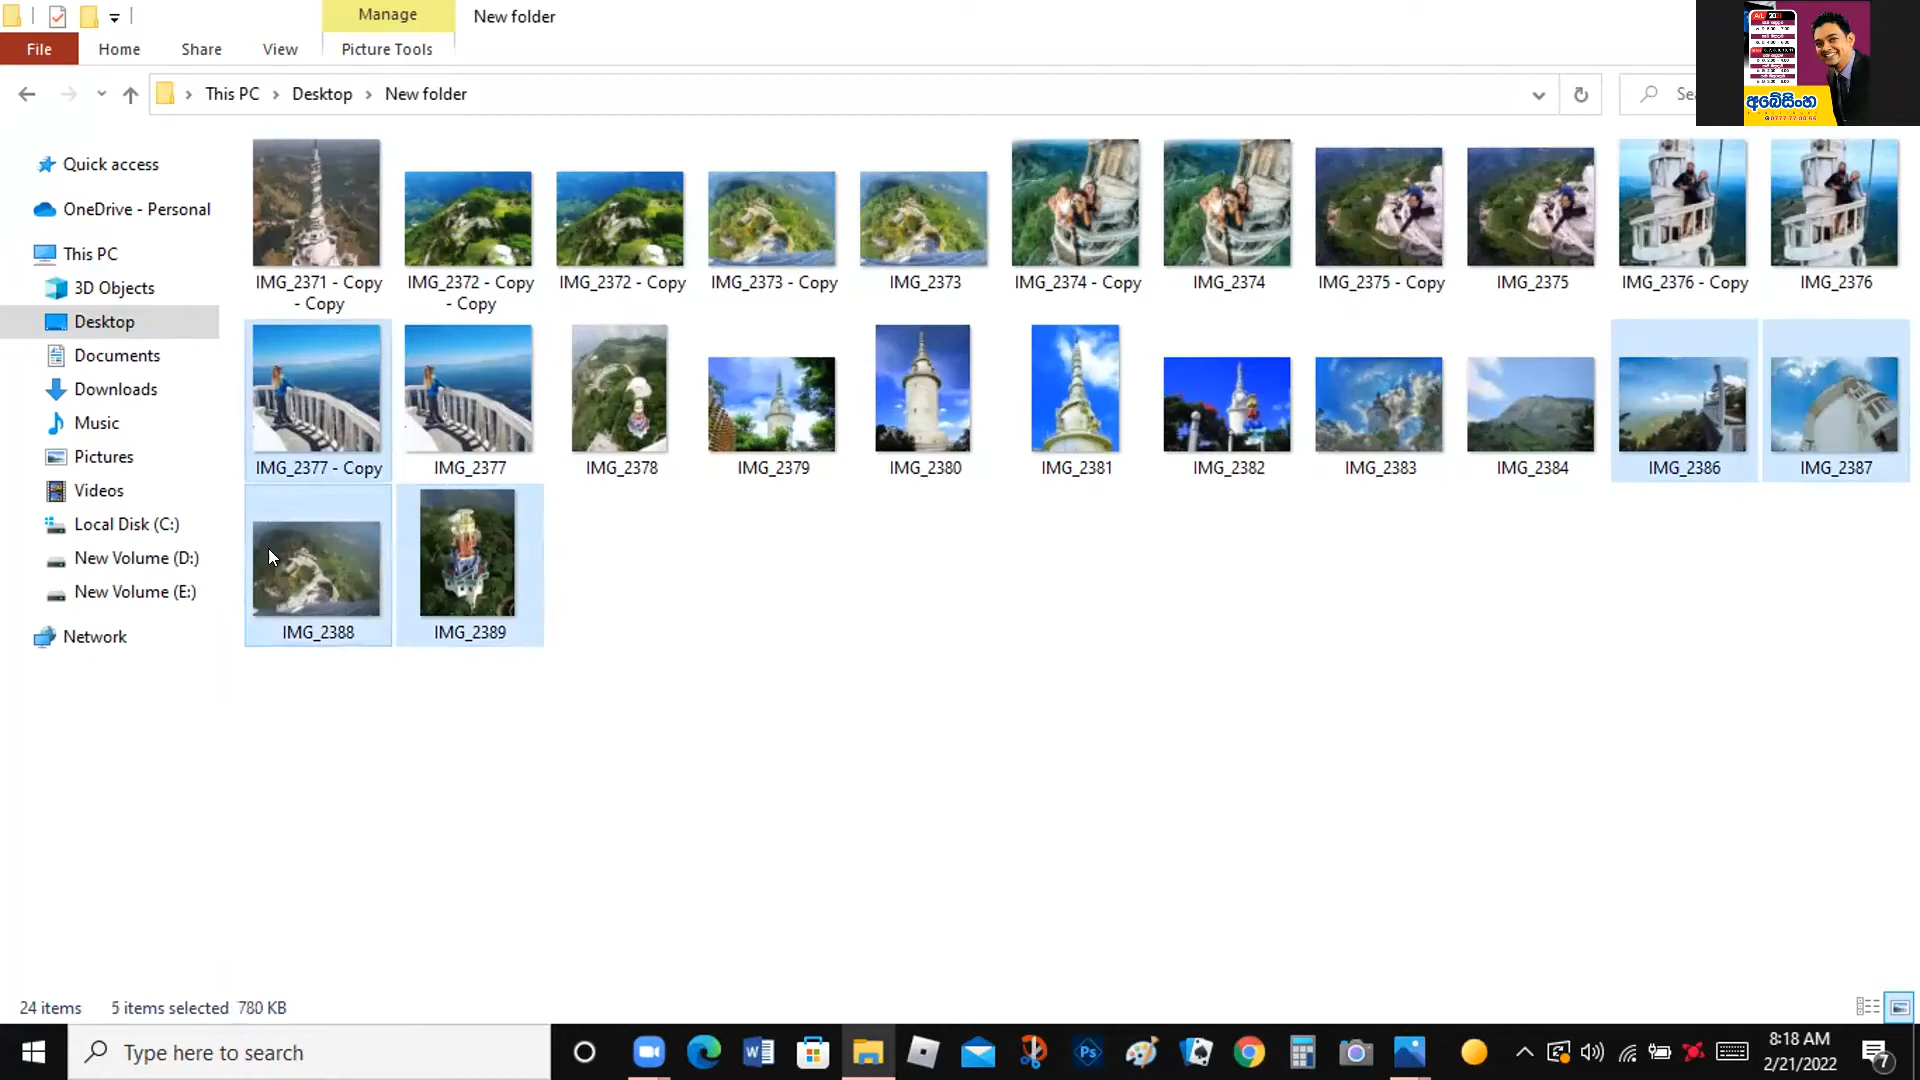 Manage
New folder
File
Home
Share
View
Picture Tools
This PC
Desktop
New folder
A/L
අබේසිංහ
Quick access
OneDrive - Personal
This PC
3D Objects
Desktop
Documents
Downloads
Music
Pictures
Videos
Local Disk (C:)
New Volume (D:)
New Volume (E:)
Network
IMG_2371 - Copy
- Copy
IMG_2372 - Copy
- Copy
IMG_2372 - Copy
IMG_2373 - Copy
IMG_2373
IMG_2374 - Copy
IMG_2374
IMG_2375 - Copy
IMG_2375
IMG_2376 - Copy
IMG_2376
IMG_2377 - Copy
IMG_2377
IMG_2378
IMG_2379
IMG_2380
IMG_2381
IMG_2382
IMG_2383
IMG_2384
IMG_2386
IMG_2387
IMG_2388
IMG_2389
24 items
5 items selected
780 KB
Type here to search
Ps
8:18 AM
2/21/2022
7